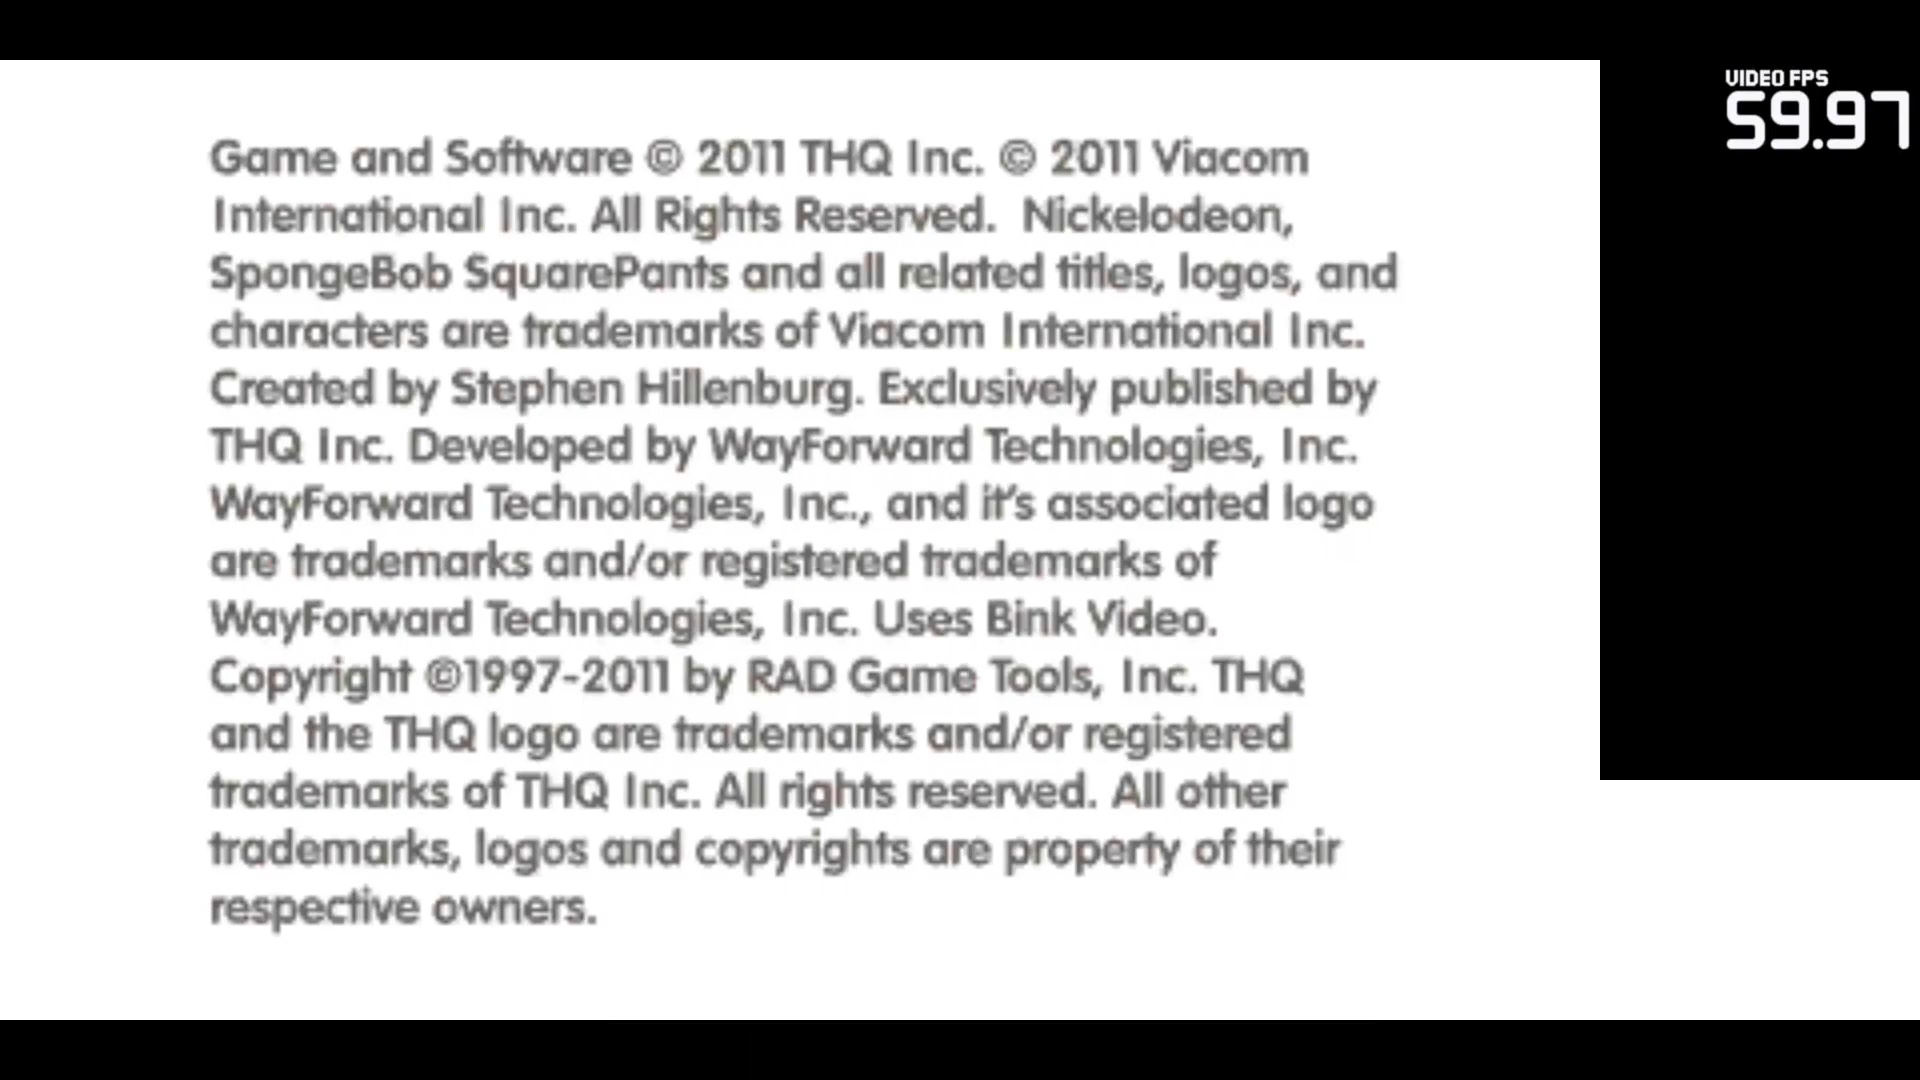 VIDEO FPS
59.97
Game and Software © 2011 THQ Inc. © 2011 Viacom
International Inc. All Rights Reserved.  Nickelodeon,
SpongeBob SquarePants and all related titles, logos, and
characters are trademarks of Viacom International Inc.
Created by Stephen Hillenburg. Exclusively published by
THQ Inc. Developed by WayForward Technologies, Inc.
WayForward Technologies, Inc., and it's associated logo
are trademarks and/or registered trademarks of
WayForward Technologies, Inc. Uses Bink Video.
Copyright ©1997-2011 by RAD Game Tools, Inc. THQ
and the THQ logo are trademarks and/or registered
trademarks of THQ Inc. All rights reserved. All other
trademarks, logos and copyrights are property of their
respective owners.